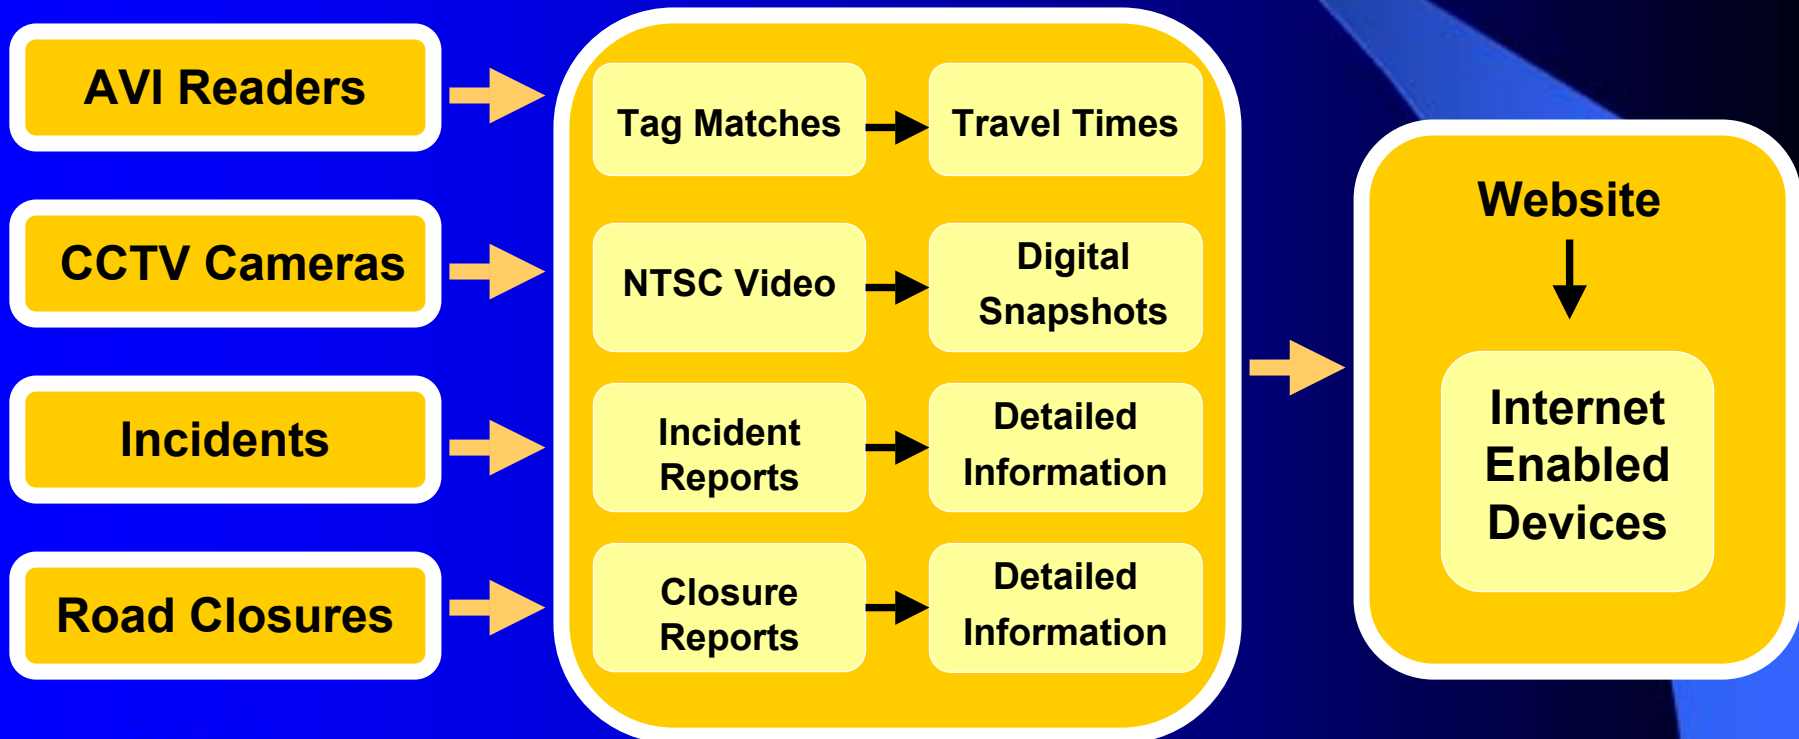 AVI Readers
CCTV Cameras
Incidents
Road Closures
Tag Matches
Travel Times
NTSC Video
Digital
Snapshots
Incident
Reports
Detailed
Information
Closure
Reports
Detailed
Information
Website
Internet
Enabled
Devices